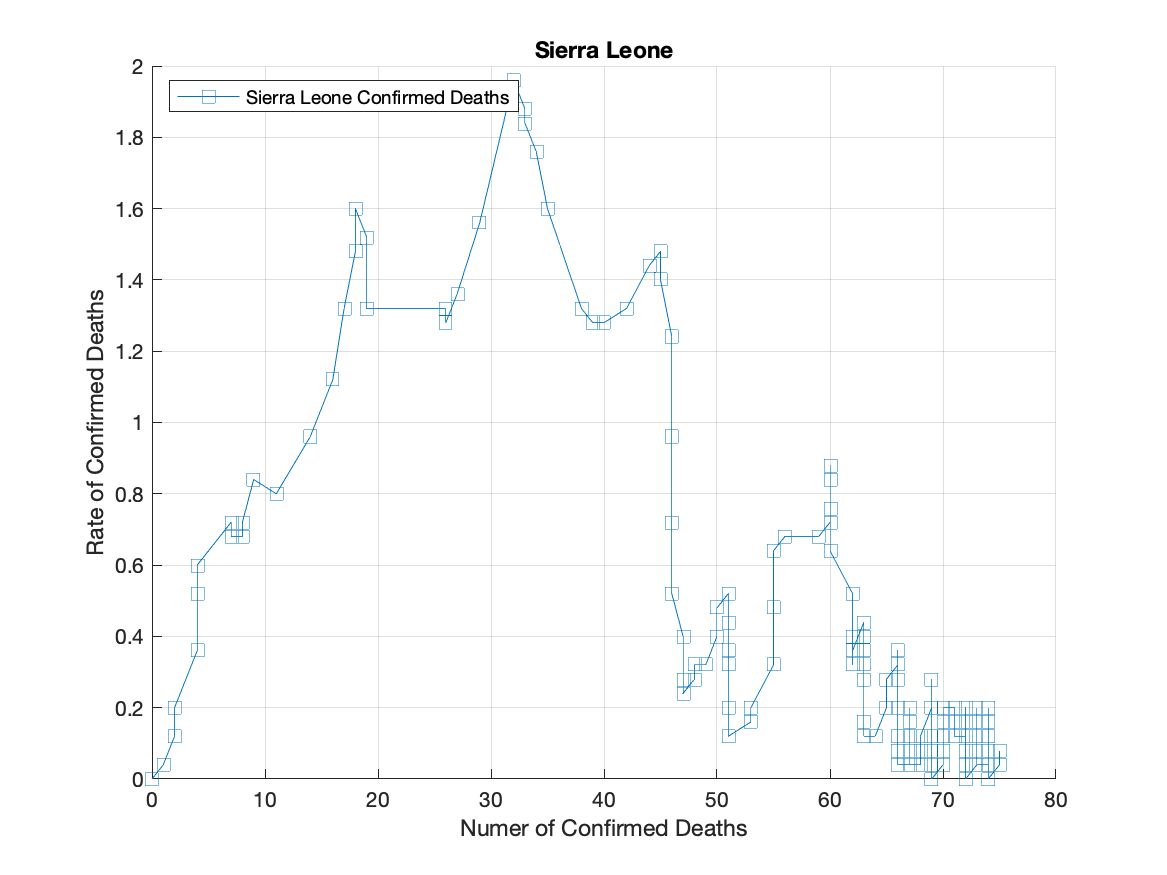 Sierra Leone
Sierra Leone Confirmed Deaths
Rate of Confirmed Deaths
2
1.8
1.6
1.4
1.2
1
0.8
0.6
0.4
0.2
0
0 10 20 30 40 50 60 70 80
Numer of Confirmed Deaths